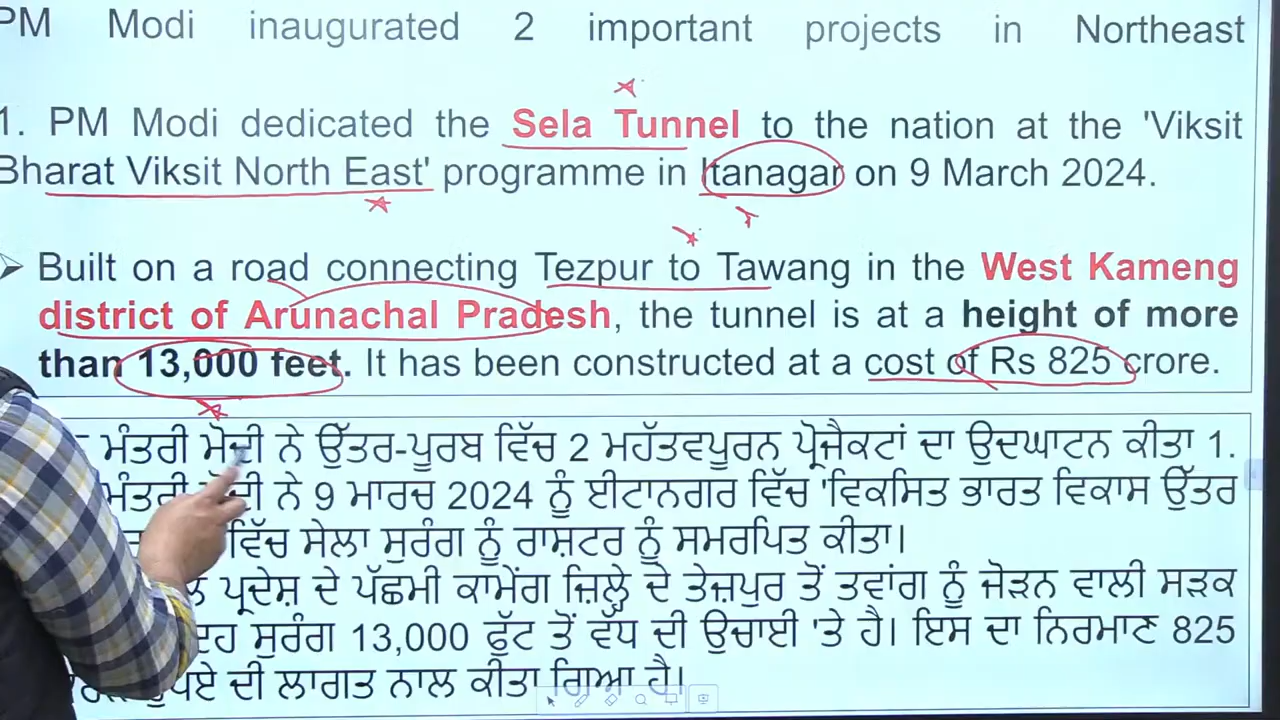 PM Modi inaugurated 2 important projects in Northeast
1. PM Modi dedicated the Sela Tunnel to the nation at the 'Viksit
Bharat Viksit North East' programme in Itanagar on 9 March 2024.
➢ Built on a road connecting Tezpur to Tawang in the West Kameng
district of Arunachal Pradesh, the tunnel is at a height of more
than 13,000 feet. It has been constructed at a cost of Rs 825 crore.
ਮੰਤਰੀ ਮੋਦੀ ਨੇ ਉੱਤਰ-ਪੂਰਬ ਵਿੱਚ 2 ਮਹੱਤਵਪੂਰਨ ਪ੍ਰੋਜੈਕਟਾਂ ਦਾ ਉਦਘਾਟਨ ਕੀਤਾ 1.
ਮੰਤਰੀ ਮੋਦੀ ਨੇ 9 ਮਾਰਚ 2024 ਨੂੰ ਈਟਾਨਗਰ ਵਿੱਚ 'ਵਿਕਸਿਤ ਭਾਰਤ ਵਿਕਾਸ ਉੱਤਰ
ਵਿੱਚ ਸੇਲਾ ਸੁਰੰਗ ਨੂੰ ਰਾਸ਼ਟਰ ਨੂੰ ਸਮਰਪਿਤ ਕੀਤਾ।
ਪ੍ਰਦੇਸ਼ ਦੇ ਪੱਛਮੀ ਕਾਮੇਂਗ ਜ਼ਿਲ੍ਹੇ ਦੇ ਤੇਜ਼ਪੁਰ ਤੋਂ ਤਵਾਂਗ ਨੂੰ ਜੋੜਨ ਵਾਲੀ ਸੜਕ
ਸੁਰੰਗ 13,000 ਫੁੱਟ ਤੋਂ ਵੱਧ ਦੀ ਉਚਾਈ 'ਤੇ ਹੈ। ਇਸ ਦਾ ਨਿਰਮਾਣ 825
ਦੀ ਲਾਗਤ ਨਾਲ ਕੀਤਾ ਗਿਆ ਹੈ।